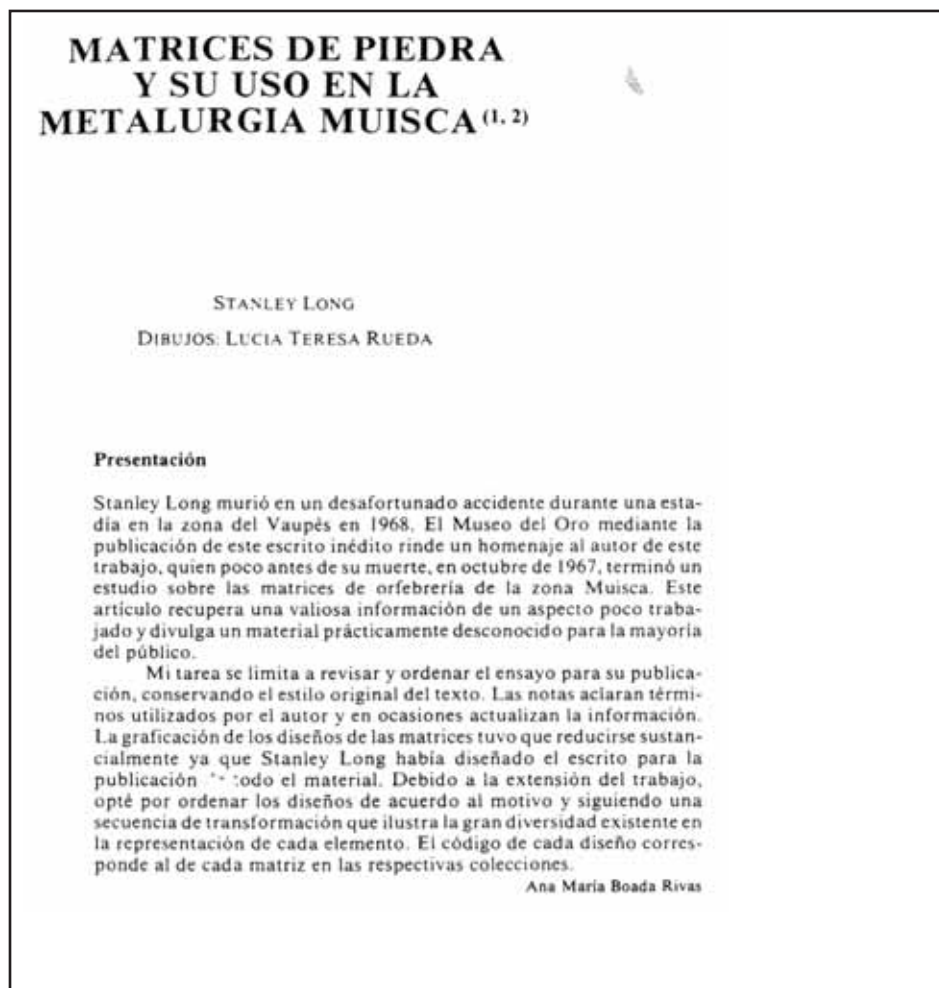 MATRICES DE PIEDRA
Y SU USO EN LA
METALURGIA MUISCA (1, 2)
STANLEY LONG
DIBUJOS: LUCIA TERESA RUEDA
Presentación
Stanley Long murió en un desafortunado accidente durante una esta-
día en la zona del Vaupés en 1968. El Museo del Oro mediante la
publicación de este escrito inédito rinde un homenaje al autor de este
trabajo, quien poco antes de su muerte, en octubre de 1967, terminó un
estudio sobre las matrices de orfebrería de la zona Muisca. Este
artículo recupera una valiosa información de un aspecto poco traba-
jado y divulga un material prácticamente desconocido para la mayoría
del público.
Mi tarea se limita a revisar y ordenar el ensayo para su publica-
ción, conservando el estilo original del texto. Las notas aclaran térmi-
nos utilizados por el autor y en ocasiones actualizan la información.
La graficación de los diseños de las matrices tuvo que reducirse sustan-
cialmente ya que Stanley Long había diseñado el escrito para la
publicación todo el material. Debido a la extensión del trabajo,
opté por ordenar los diseños de acuerdo al motivo y siguiendo una
secuencia de transformación que ilustra la gran diversidad existente en
la representación de cada elemento. El código de cada diseño corres-
ponde al de cada matriz en las respectivas colecciones.
Ana María Boada Rivas